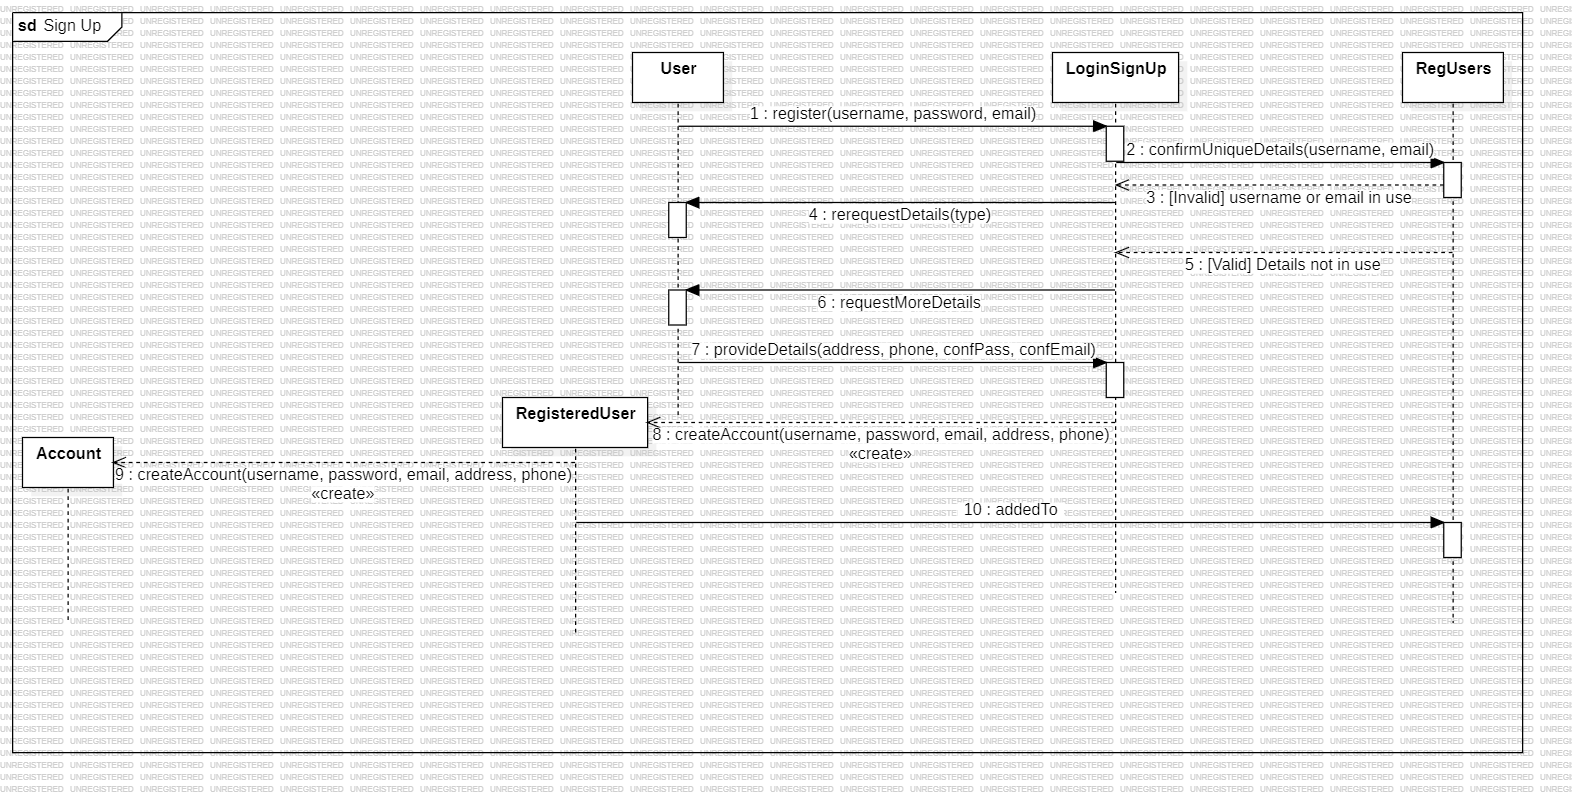 sd Sign Up
User
LoginSignUp
RegUsers
1 : register(username, password, email)
2 : confirmUniqueDetails(username, email)
3 : [Invalid] username or email in use
4 : rerequestDetails(type)
5 : [Valid] Details not in use
6 : requestMoreDetails
7 : provideDetails(address, phone, confPass, confEmail)
RegisteredUser
8 : createAccount(username, password, email, address, phone)
«create»
Account
9 : createAccount(username, password, email, address, phone)
«create»
10 : addedTo
UNREGISTERED